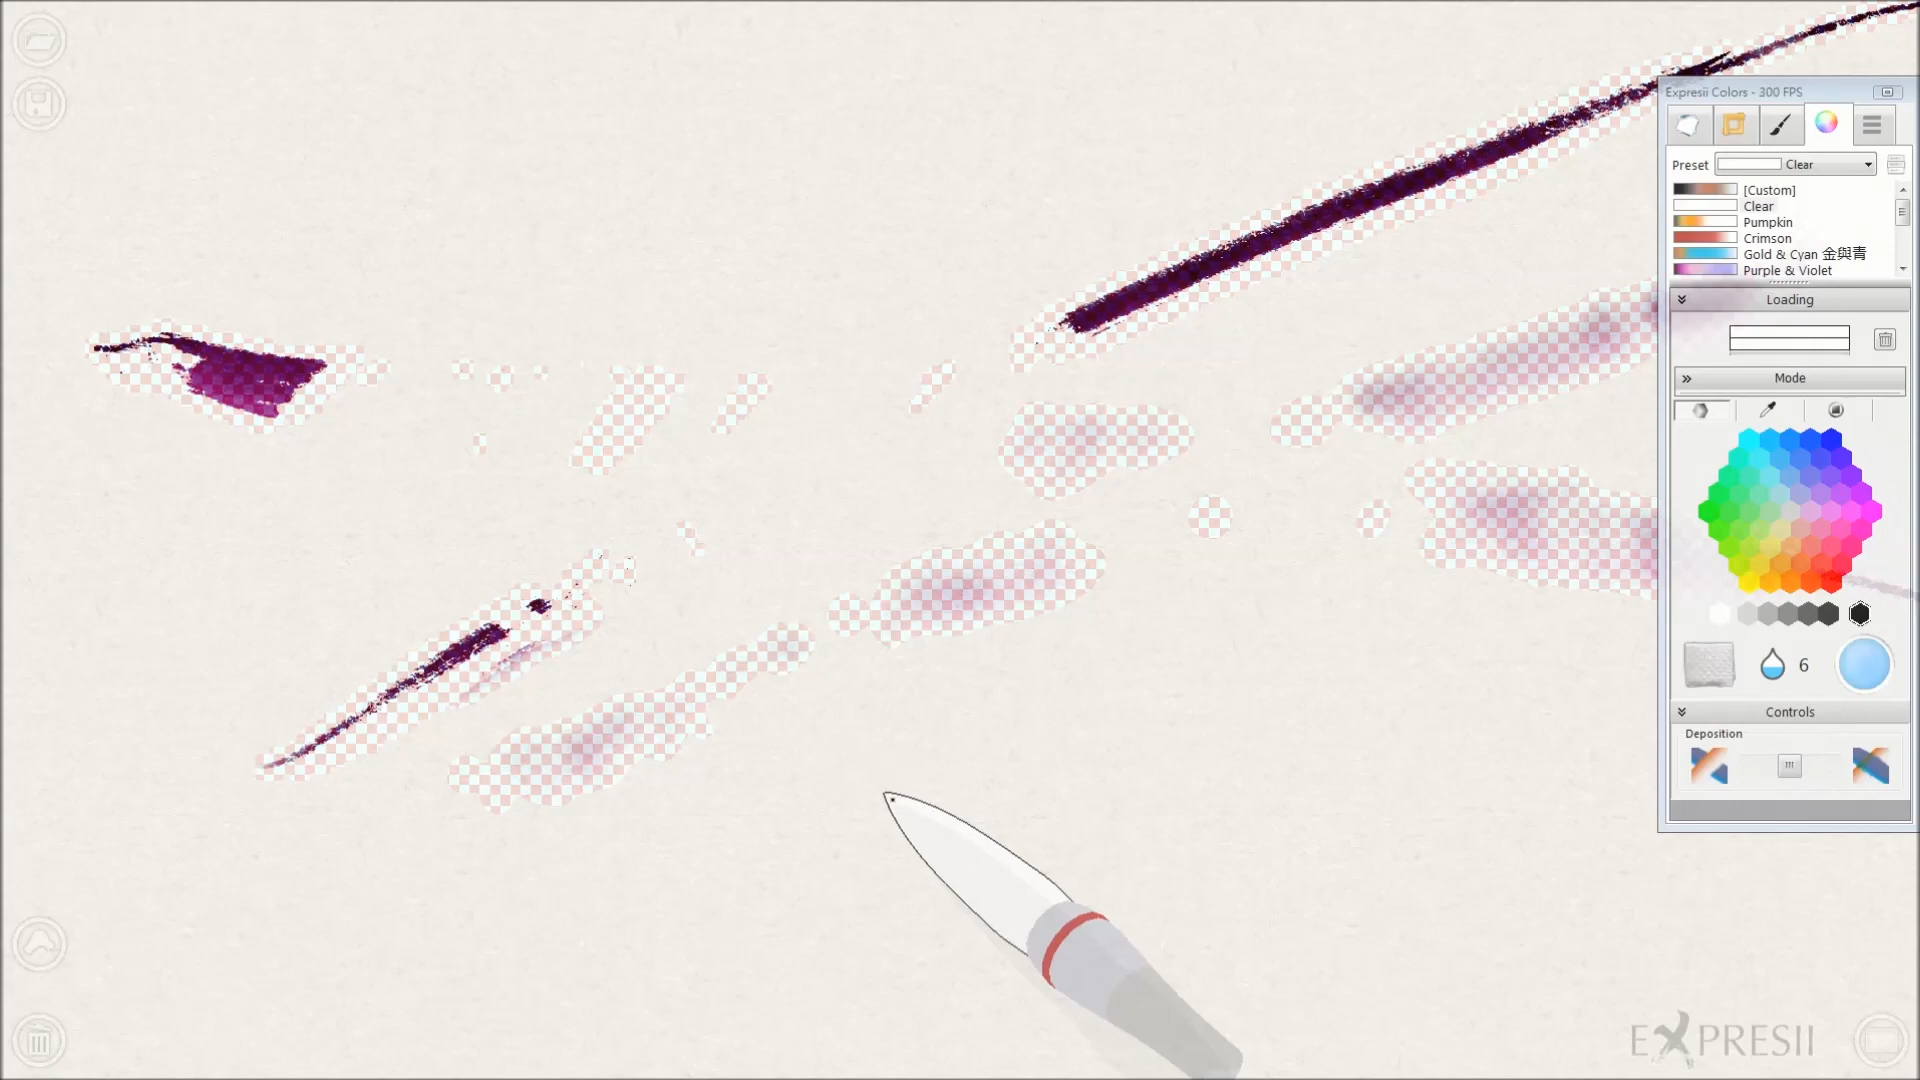 Expresii Colors - 300 FPS
Preset
Clear
[Custom]
Clear
Pumpkin
Crimson
Gold & Cyan 金與青
Purple & Violet
Loading
Mode
6
Controls
Deposition
EXPRESII